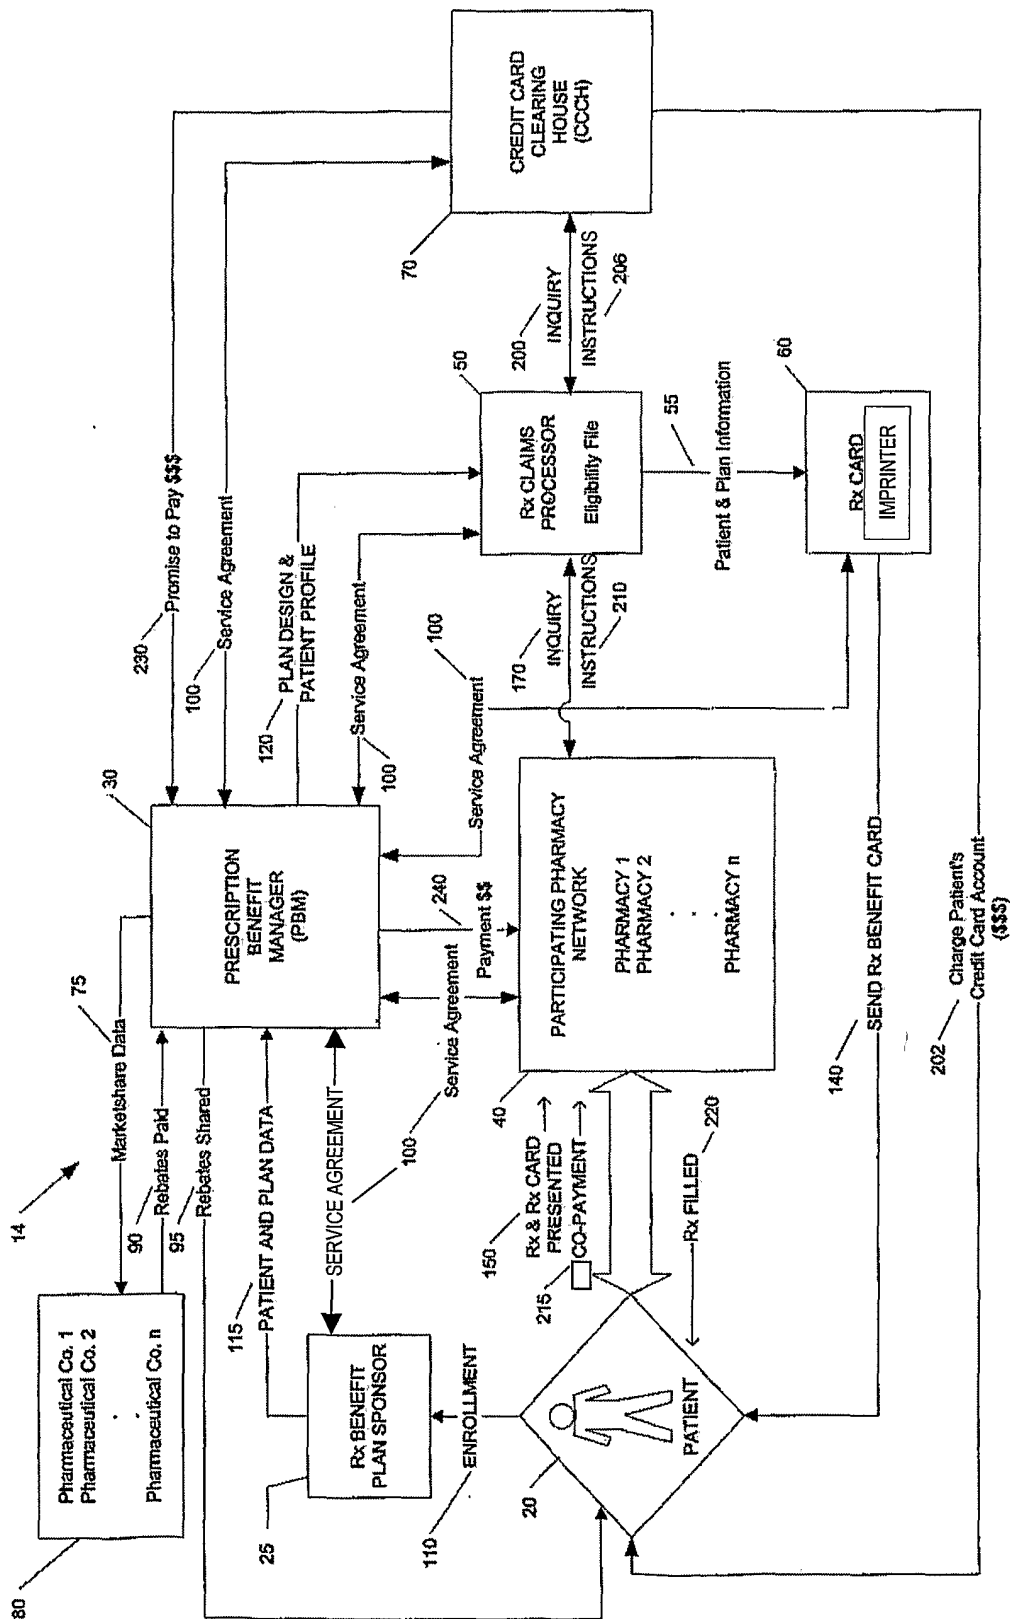 14
80
Pharmaceutical Co. 1
Pharmaceutical Co. 2
Pharmaceutical Co. n
75
Marketshare Data
90
Rebates Paid
95
Rebates Shared
30
PRESCRIPTION
BENEFIT
MANAGER
(PBM)
230
Promise to Pay $$$
100
Service Agreement
120
PLAN DESIGN &
PATIENT PROFILE
Service Agreement
100
115
PATIENT AND PLAN DATA
SERVICE AGREEMENT
100
25
Rx BENEFIT
PLAN SPONSOR
110
ENROLLMENT
Service Agreement
240
Payment $$
Service Agreement
100
70
CREDIT CARD
CLEARING
HOUSE
(CCCH)
200
INQUIRY
INSTRUCTIONS
206
50
Rx CLAIMS
PROCESSOR
Eligibility File
170
INQUIRY
INSTRUCTIONS
210
55
Patient & Plan Information
60
Rx CARD
IMPRINTER
40
PARTICIPATING PHARMACY
NETWORK
PHARMACY 1
PHARMACY 2
PHARMACY n
150
Rx & Rx CARD
PRESENTED
215
CO-PAYMENT
Rx FILLED
220
20
PATIENT
140
SEND Rx BENEFIT CARD
202
Charge Patient's
Credit Card Account
($$$)